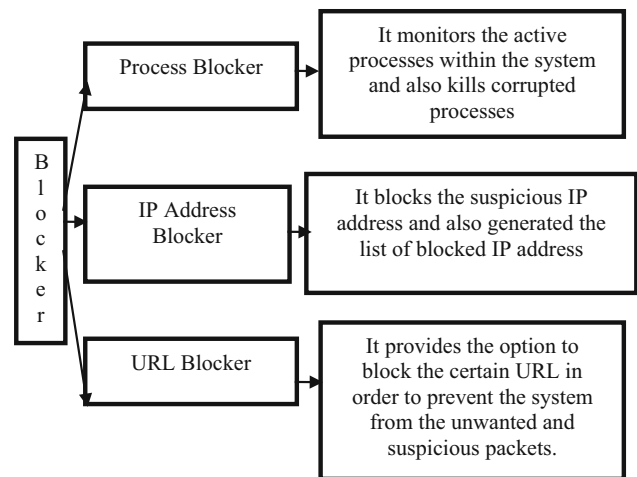 Blocker
Process Blocker
It monitors the active
processes within the system
and also kills corrupted
processes
IP Address
Blocker
It blocks the suspicious IP
address and also generated the
list of blocked IP address
URL Blocker
It provides the option to
block the certain URL in
order to prevent the system
from the unwanted and
suspicious packets.